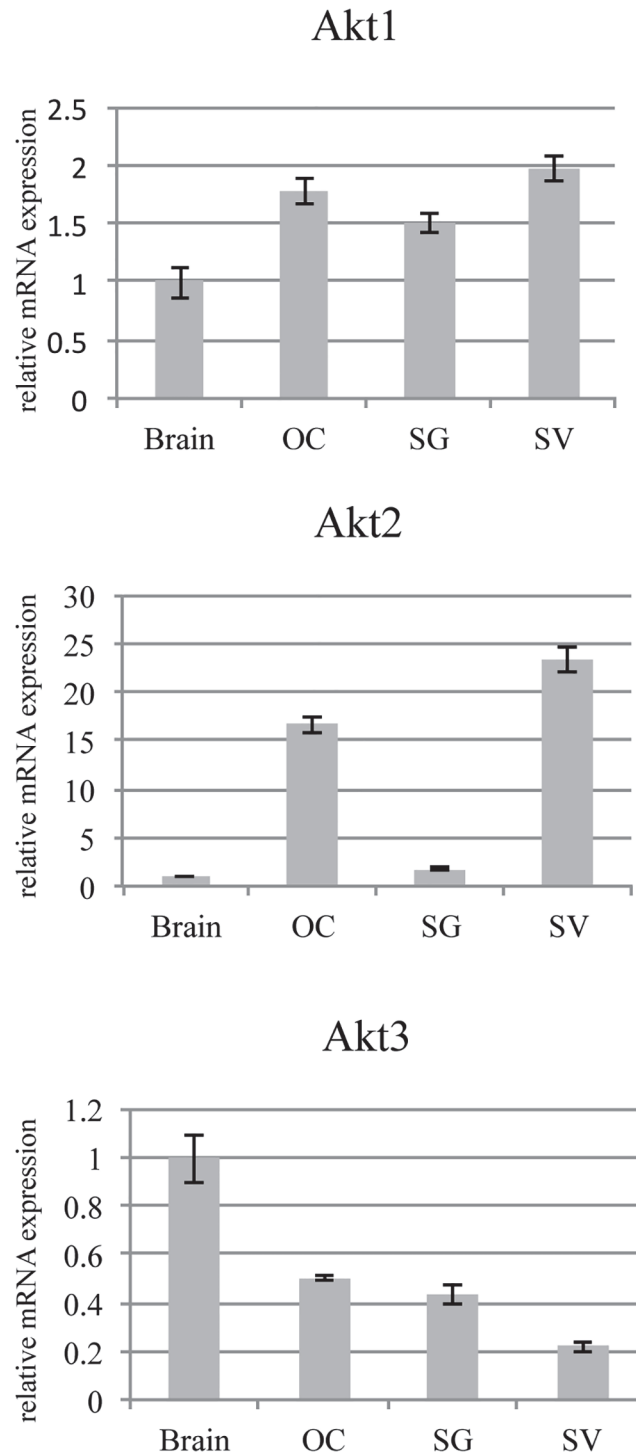 Akt1
relative mRNA expression
2.5
2
1.5
1
0.5
0
Brain OC SG SV
Akt2
relative mRNA expression
30
25
20
15
10
5
0
Brain OC SG SV
Akt3
relative mRNA expression
1.2
1
0.8
0.6
0.4
0.2
0
Brain OC SG SV